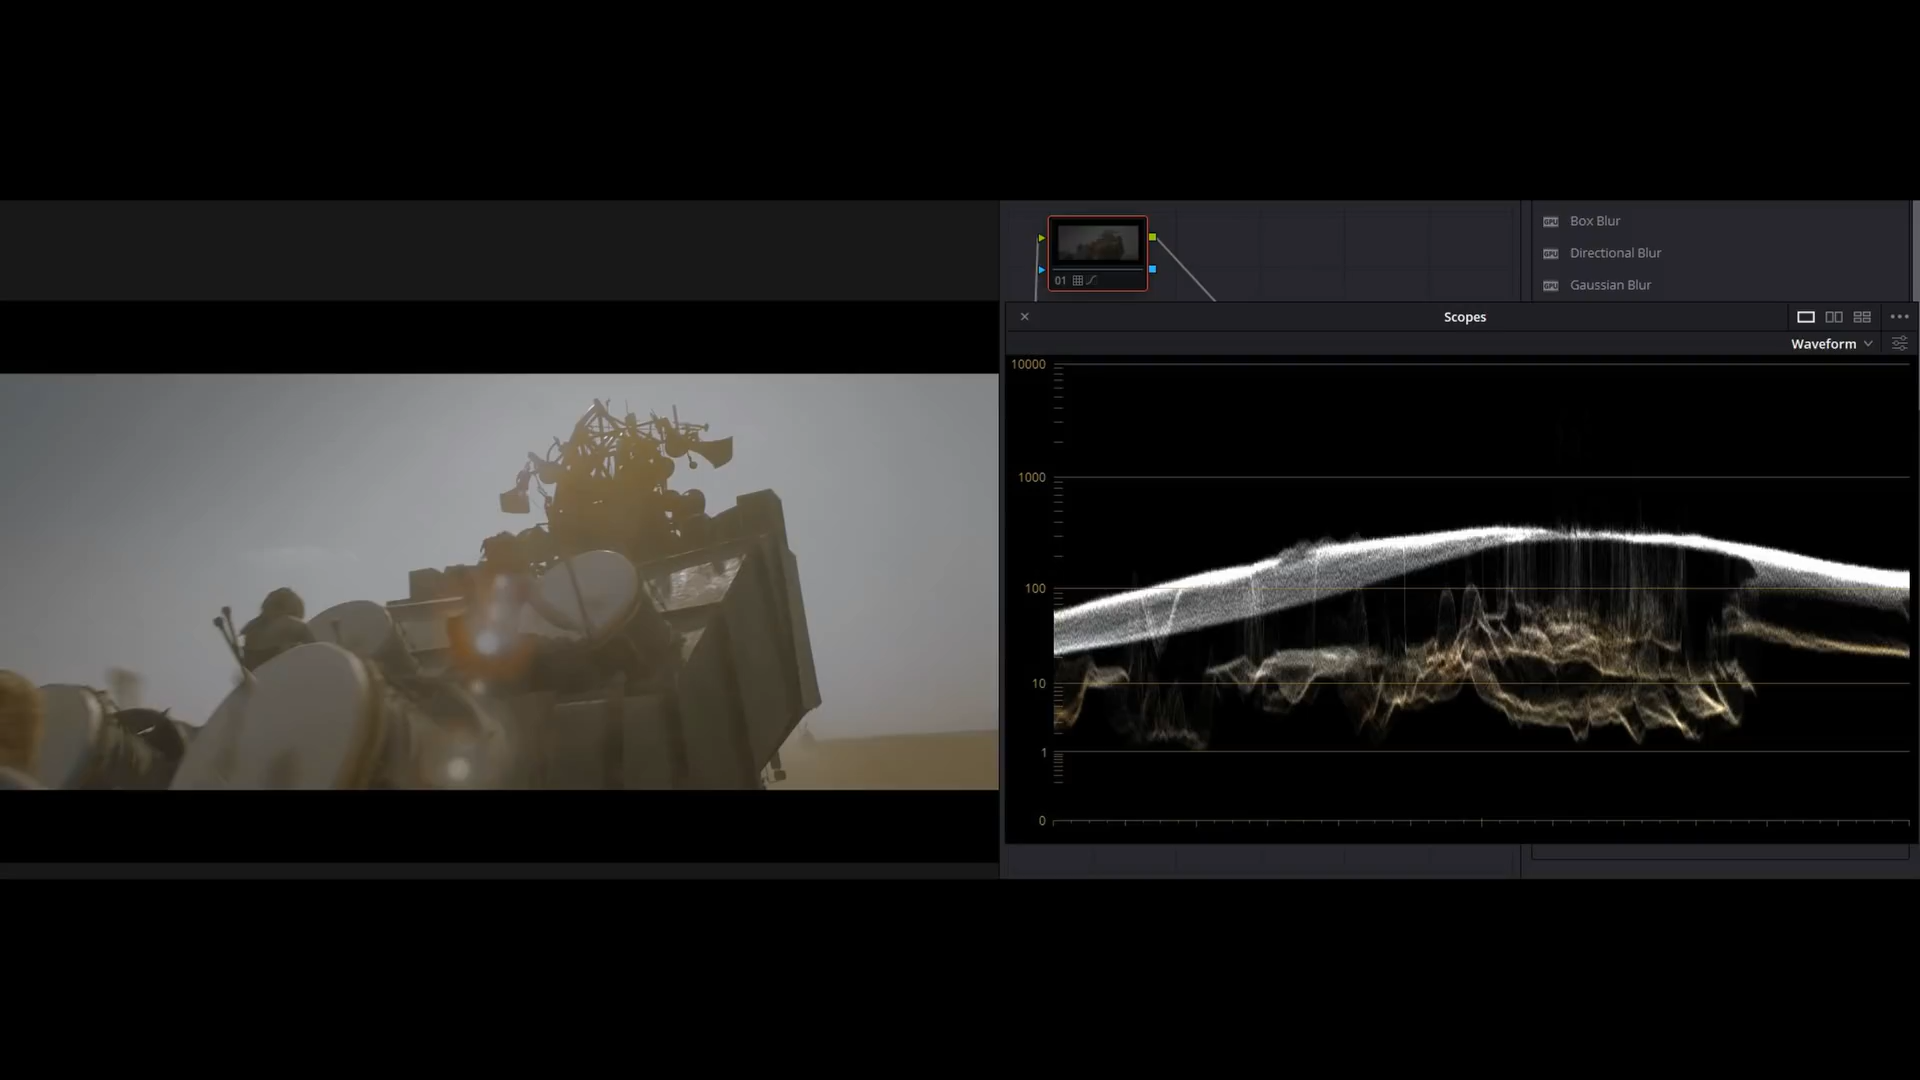 Box Blur
Directional Blur
01
Gaussian Blur
Scopes
Waveform
10000
1000
100
10
1
0